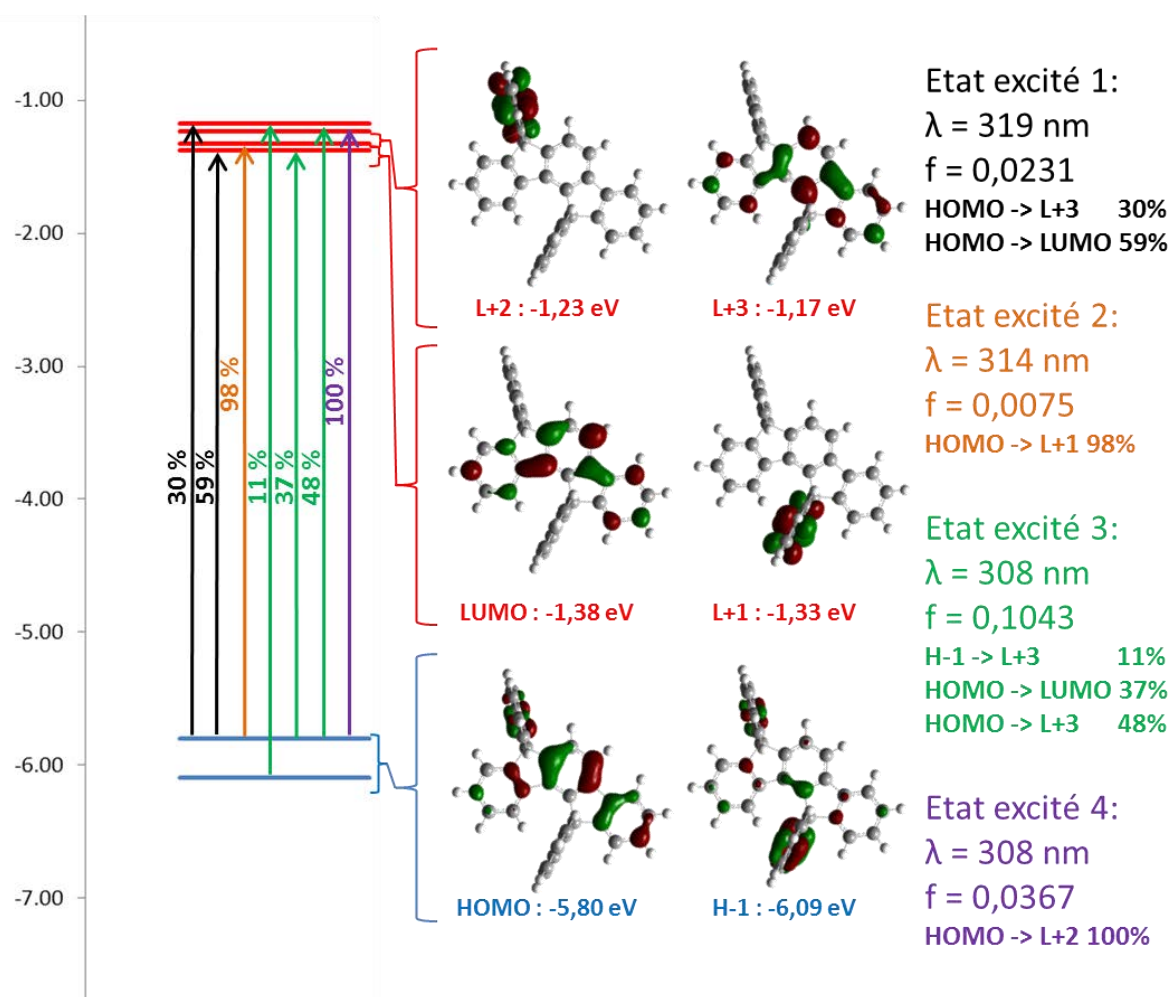 -1.00
-2.00
-3.00
-4.00
-5.00
-6.00
-7.00
30 %
59 %
98 %
11 %
37 %
48 %
100 %
L+2 : -1,23 eV
L+3 : -1,17 eV
LUMO : -1,38 eV
L+1 : -1,33 eV
HOMO : -5,80 eV
H-1 : -6,09 eV
Etat excité 1:
λ = 319 nm
f = 0,0231
HOMO -> L+3 30%
HOMO -> LUMO 59%
Etat excité 2:
λ = 314 nm
f = 0,0075
HOMO -> L+1 98%
Etat excité 3:
λ = 308 nm
f = 0,1043
H-1 -> L+3 11%
HOMO -> LUMO 37%
HOMO -> L+3 48%
Etat excité 4:
λ = 308 nm
f = 0,0367
HOMO -> L+2 100%